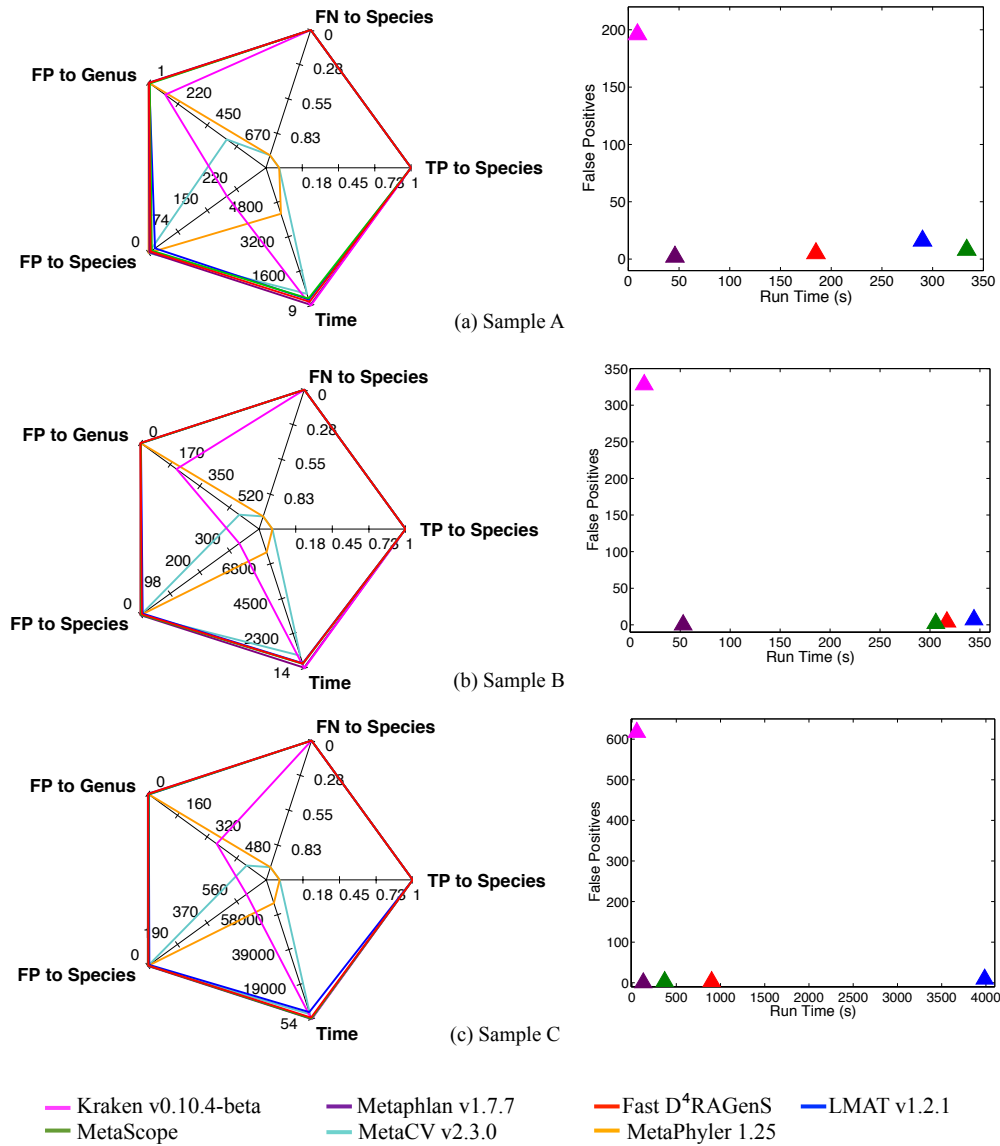 FN to Species
0
0.28
0.55
0.83
FP to Genus
1
220
450
670
TP to Species
0.18 0.45 0.73 1
220
150
74
0
FP to Species
4800
3200
1600
9
Time
200
150
100
50
0
False Positives
0 50 100 150 200 250 300 350
Run Time (s)
(a) Sample A
FN to Species
0
0.28
0.55
0.83
FP to Genus
0
170
350
520
TP to Species
0.18 0.45 0.73 1
300
200
98
0
FP to Species
6800
4500
2300
14
Time
350
300
250
200
150
100
50
0
False Positives
0 50 100 150 200 250 300 350
Run Time (s)
(b) Sample B
FN to Species
0
0.28
0.55
0.83
FP to Genus
0
160
320
480
TP to Species
0.18 0.45 0.73 1
560
370
190
0
FP to Species
58000
39000
19000
54
Time
600
500
400
300
200
100
0
False Positives
0 500 1000 1500 2000 2500 3000 3500 4000
Run Time (s)
(c) Sample C
Kraken v0.10.4-beta
Metaphlan v1.7.7
Fast D⁴RAGenS
LMAT v1.2.1
MetaScope
MetaCV v2.3.0
MetaPhyler 1.25